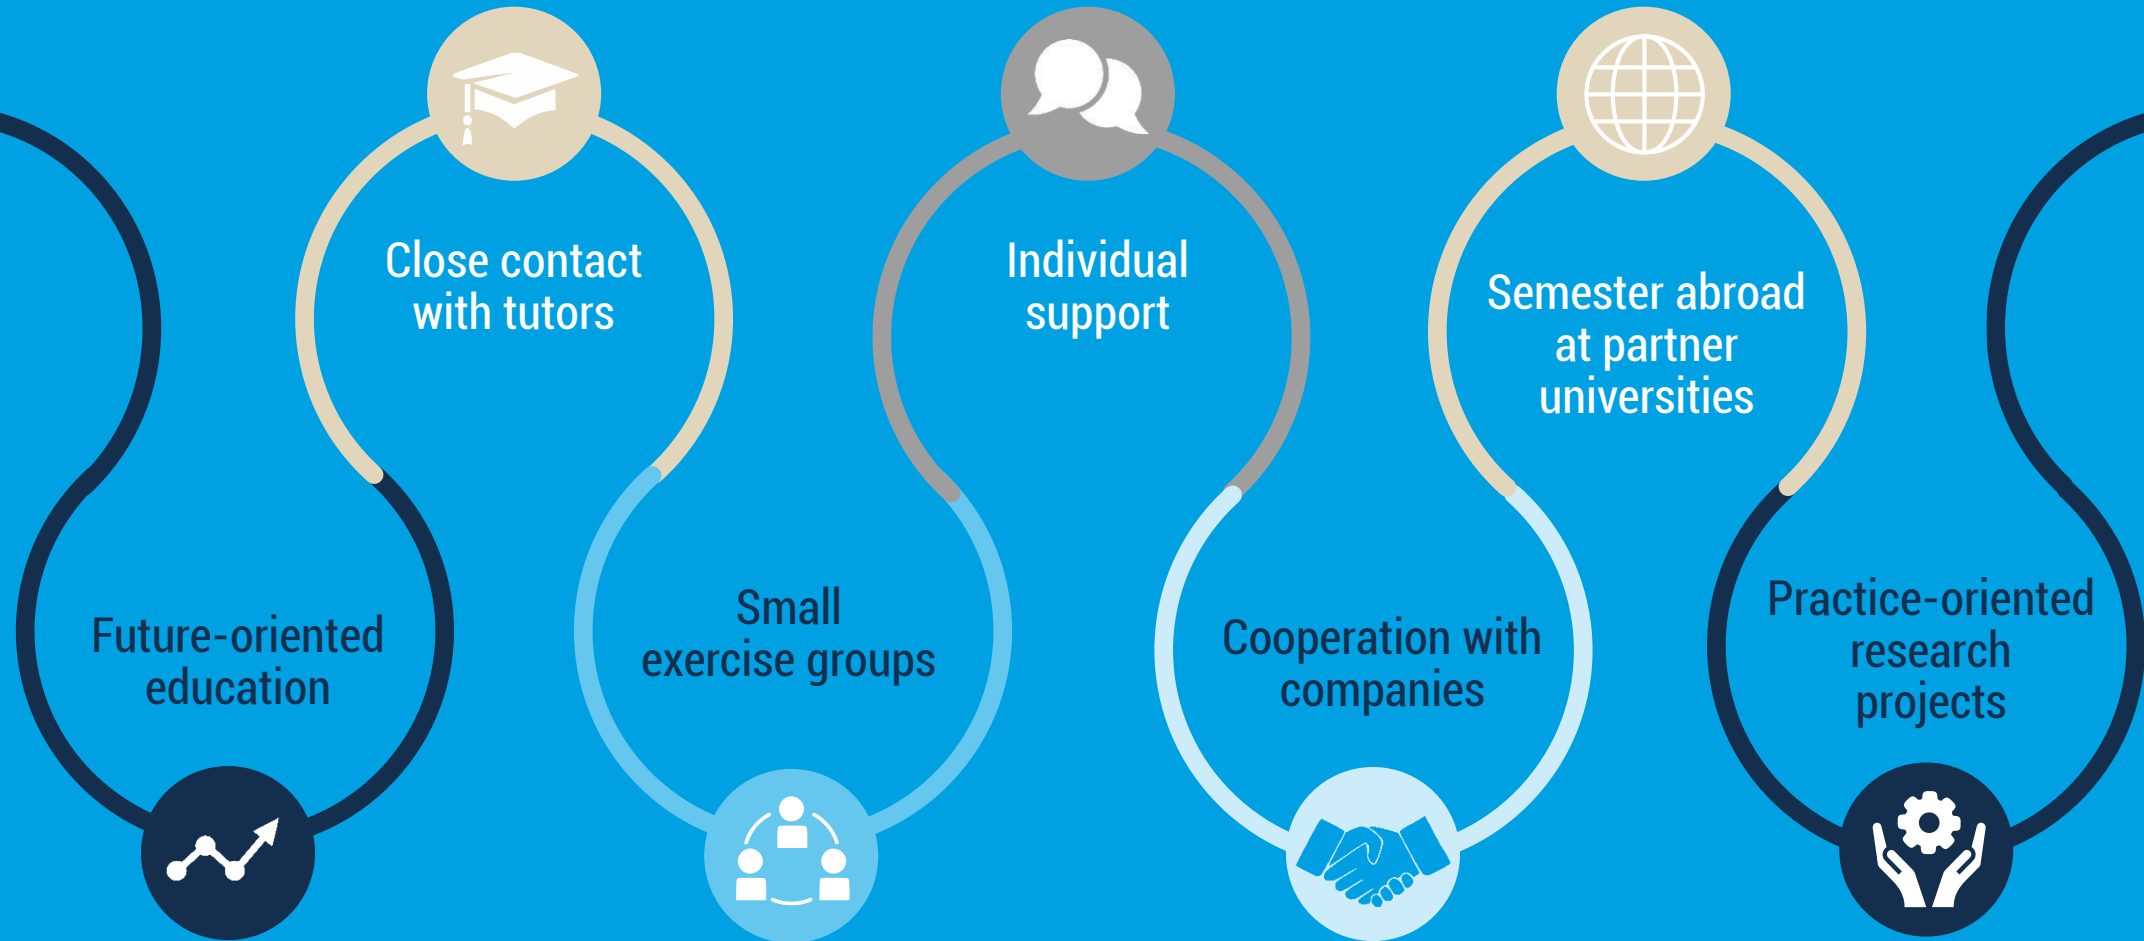 Future-oriented
education
Close contact
with tutors
Small
exercise groups
Individual
support
Cooperation with
companies
Semester abroad
at partner
universities
Practice-oriented
research
projects